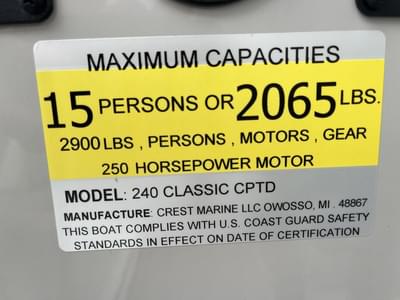 MAXIMUM CAPACITIES
15 PERSONS OR 2065 LBS.
2900 LBS , PERSONS , MOTORS , GEAR
250 HORSEPOWER MOTOR
MODEL: 240 CLASSIC CPTD
MANUFACTURE: CREST MARINE LLC OWOSSO, MI . 48867
THIS BOAT COMPLIES WITH U.S. COAST GUARD SAFETY
STANDARDS IN EFFECT ON DATE OF CERTIFICATION